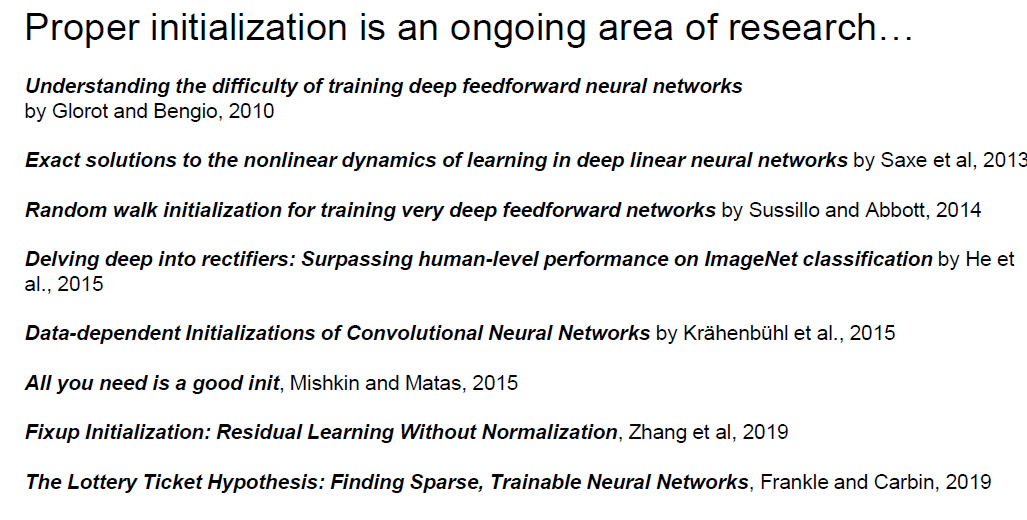 Proper initialization is an ongoing area of research…
Understanding the difficulty of training deep feedforward neural networks
by Glorot and Bengio, 2010
Exact solutions to the nonlinear dynamics of learning in deep linear neural networks by Saxe et al, 2013
Random walk initialization for training very deep feedforward networks by Sussillo and Abbott, 2014
Delving deep into rectifiers: Surpassing human-level performance on ImageNet classification by He et
al., 2015
Data-dependent Initializations of Convolutional Neural Networks by Krähenbühl et al., 2015
All you need is a good init, Mishkin and Matas, 2015
Fixup Initialization: Residual Learning Without Normalization, Zhang et al, 2019
The Lottery Ticket Hypothesis: Finding Sparse, Trainable Neural Networks, Frankle and Carbin, 2019